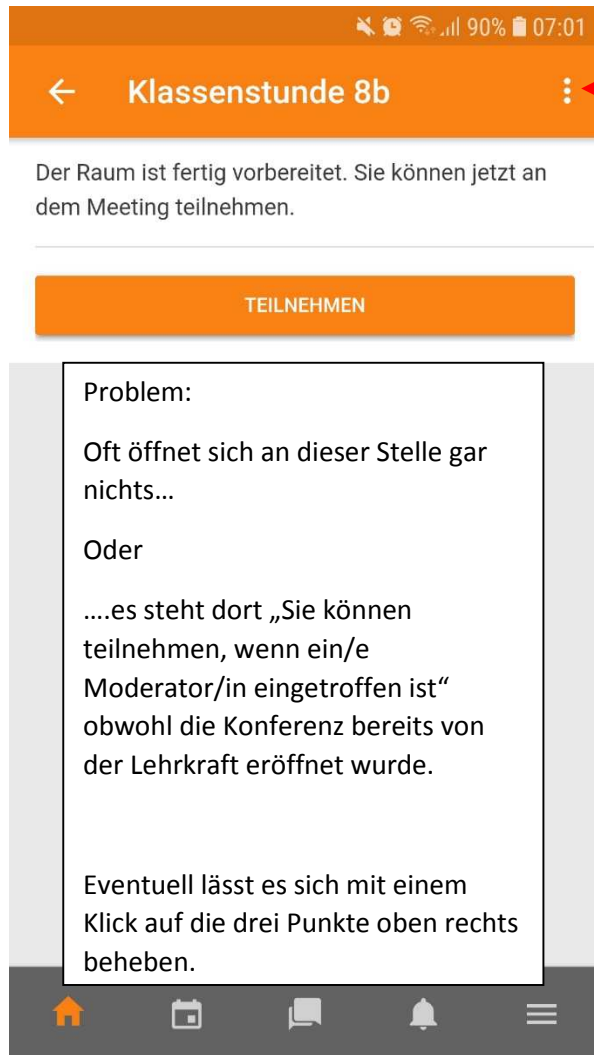 90% 07:01
Klassenstunde 8b
Der Raum ist fertig vorbereitet. Sie können jetzt an
dem Meeting teilnehmen.
TEILNEHMEN
Problem:
Oft öffnet sich an dieser Stelle gar
nichts…
Oder
….es steht dort „Sie können
teilnehmen, wenn ein/e
Moderator/in eingetroffen ist“
obwohl die Konferenz bereits von
der Lehrkraft eröffnet wurde.
Eventuell lässt es sich mit einem
Klick auf die drei Punkte oben rechts
beheben.